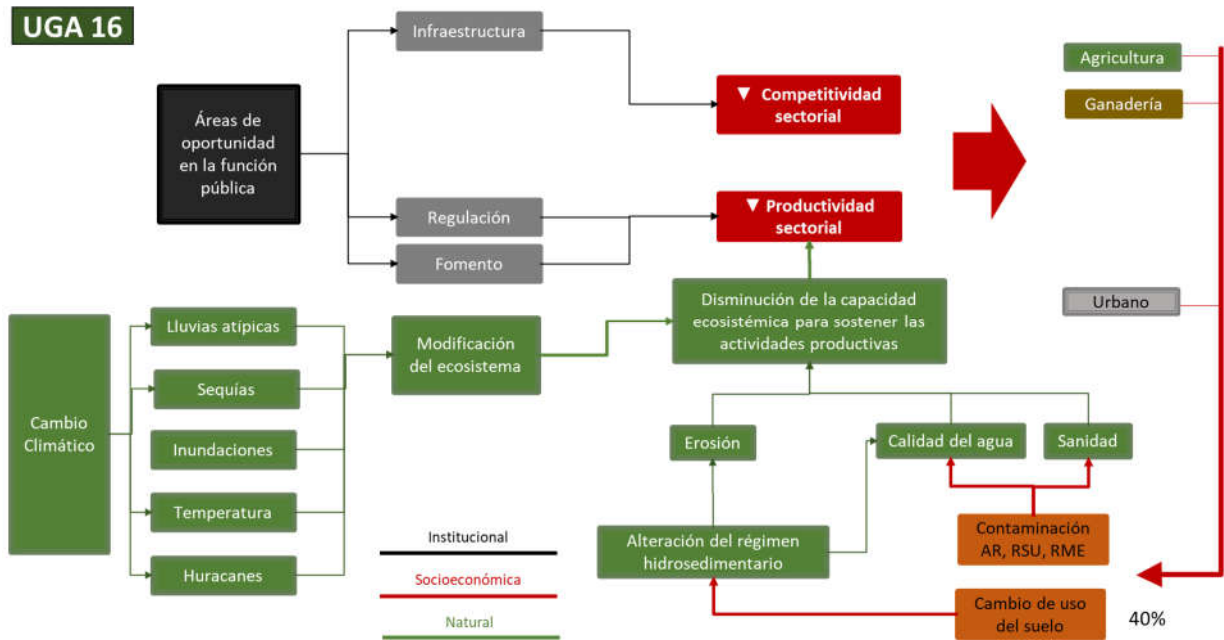 UGA 16
Infraestructura
Áreas de
oportunidad
en la función
pública
▼ Competitividad
sectorial
Agricultura
Ganadería
Regulación
Fomento
▼ Productividad
sectorial
Urbano
Cambio
Climático
Lluvias atípicas
Sequías
Inundaciones
Temperatura
Huracanes
Modificación
del ecosistema
Disminución de la capacidad
ecosistémica para sostener las
actividades productivas
Erosión
Calidad del agua
Sanidad
Alteración del régimen
hidrosedimentario
Contaminación
AR, RSU, RME
Cambio de uso
del suelo
40%
Institucional
Socioeconómica
Natural